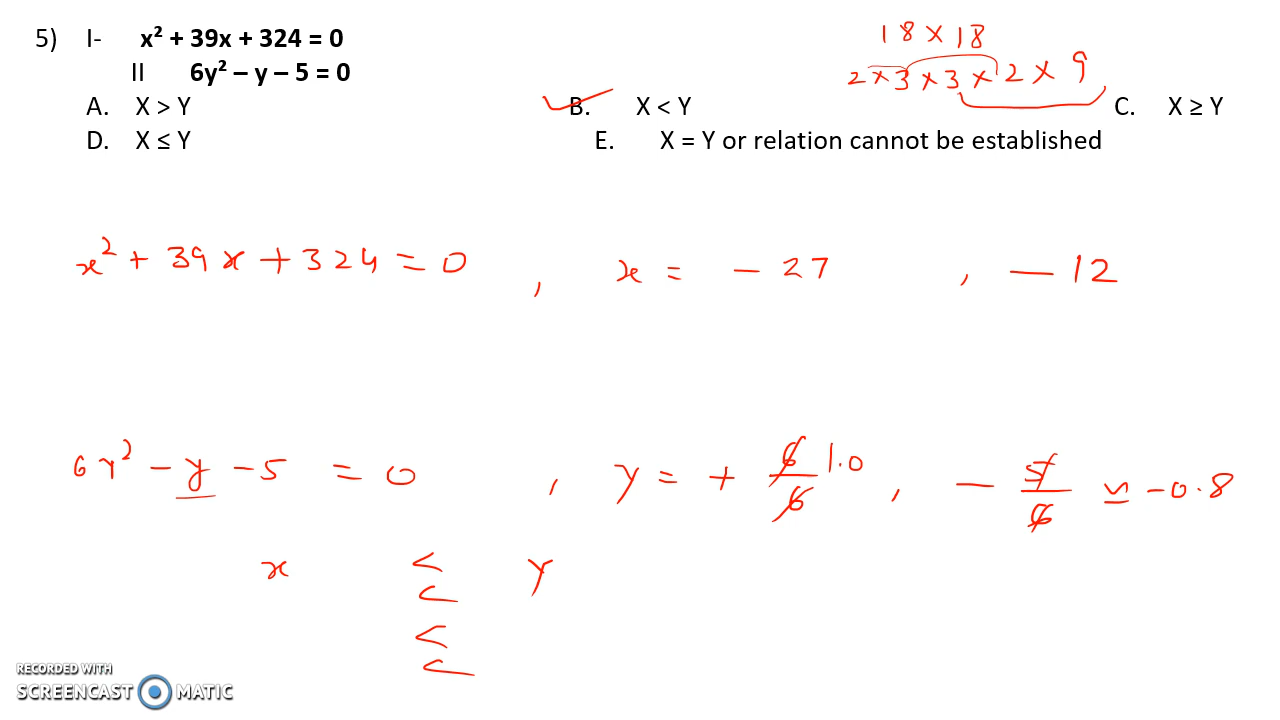 5) I- x² + 39x + 324 = 0
18 × 18
II 6y² – y – 5 = 0
2 × 3 × 3 × 2 × 9
A. X > Y B. X < Y C. X ≥ Y
D. X ≤ Y E. X = Y or relation cannot be established
x² + 39x + 324 = 0 , x = – 27 , – 12
6y² – y – 5 = 0 , y = + 6/6 1.0 , – 5/6 ≃ –0.8
x < y
<
<
<
RECORDED WITH
SCREENCAST MATIC